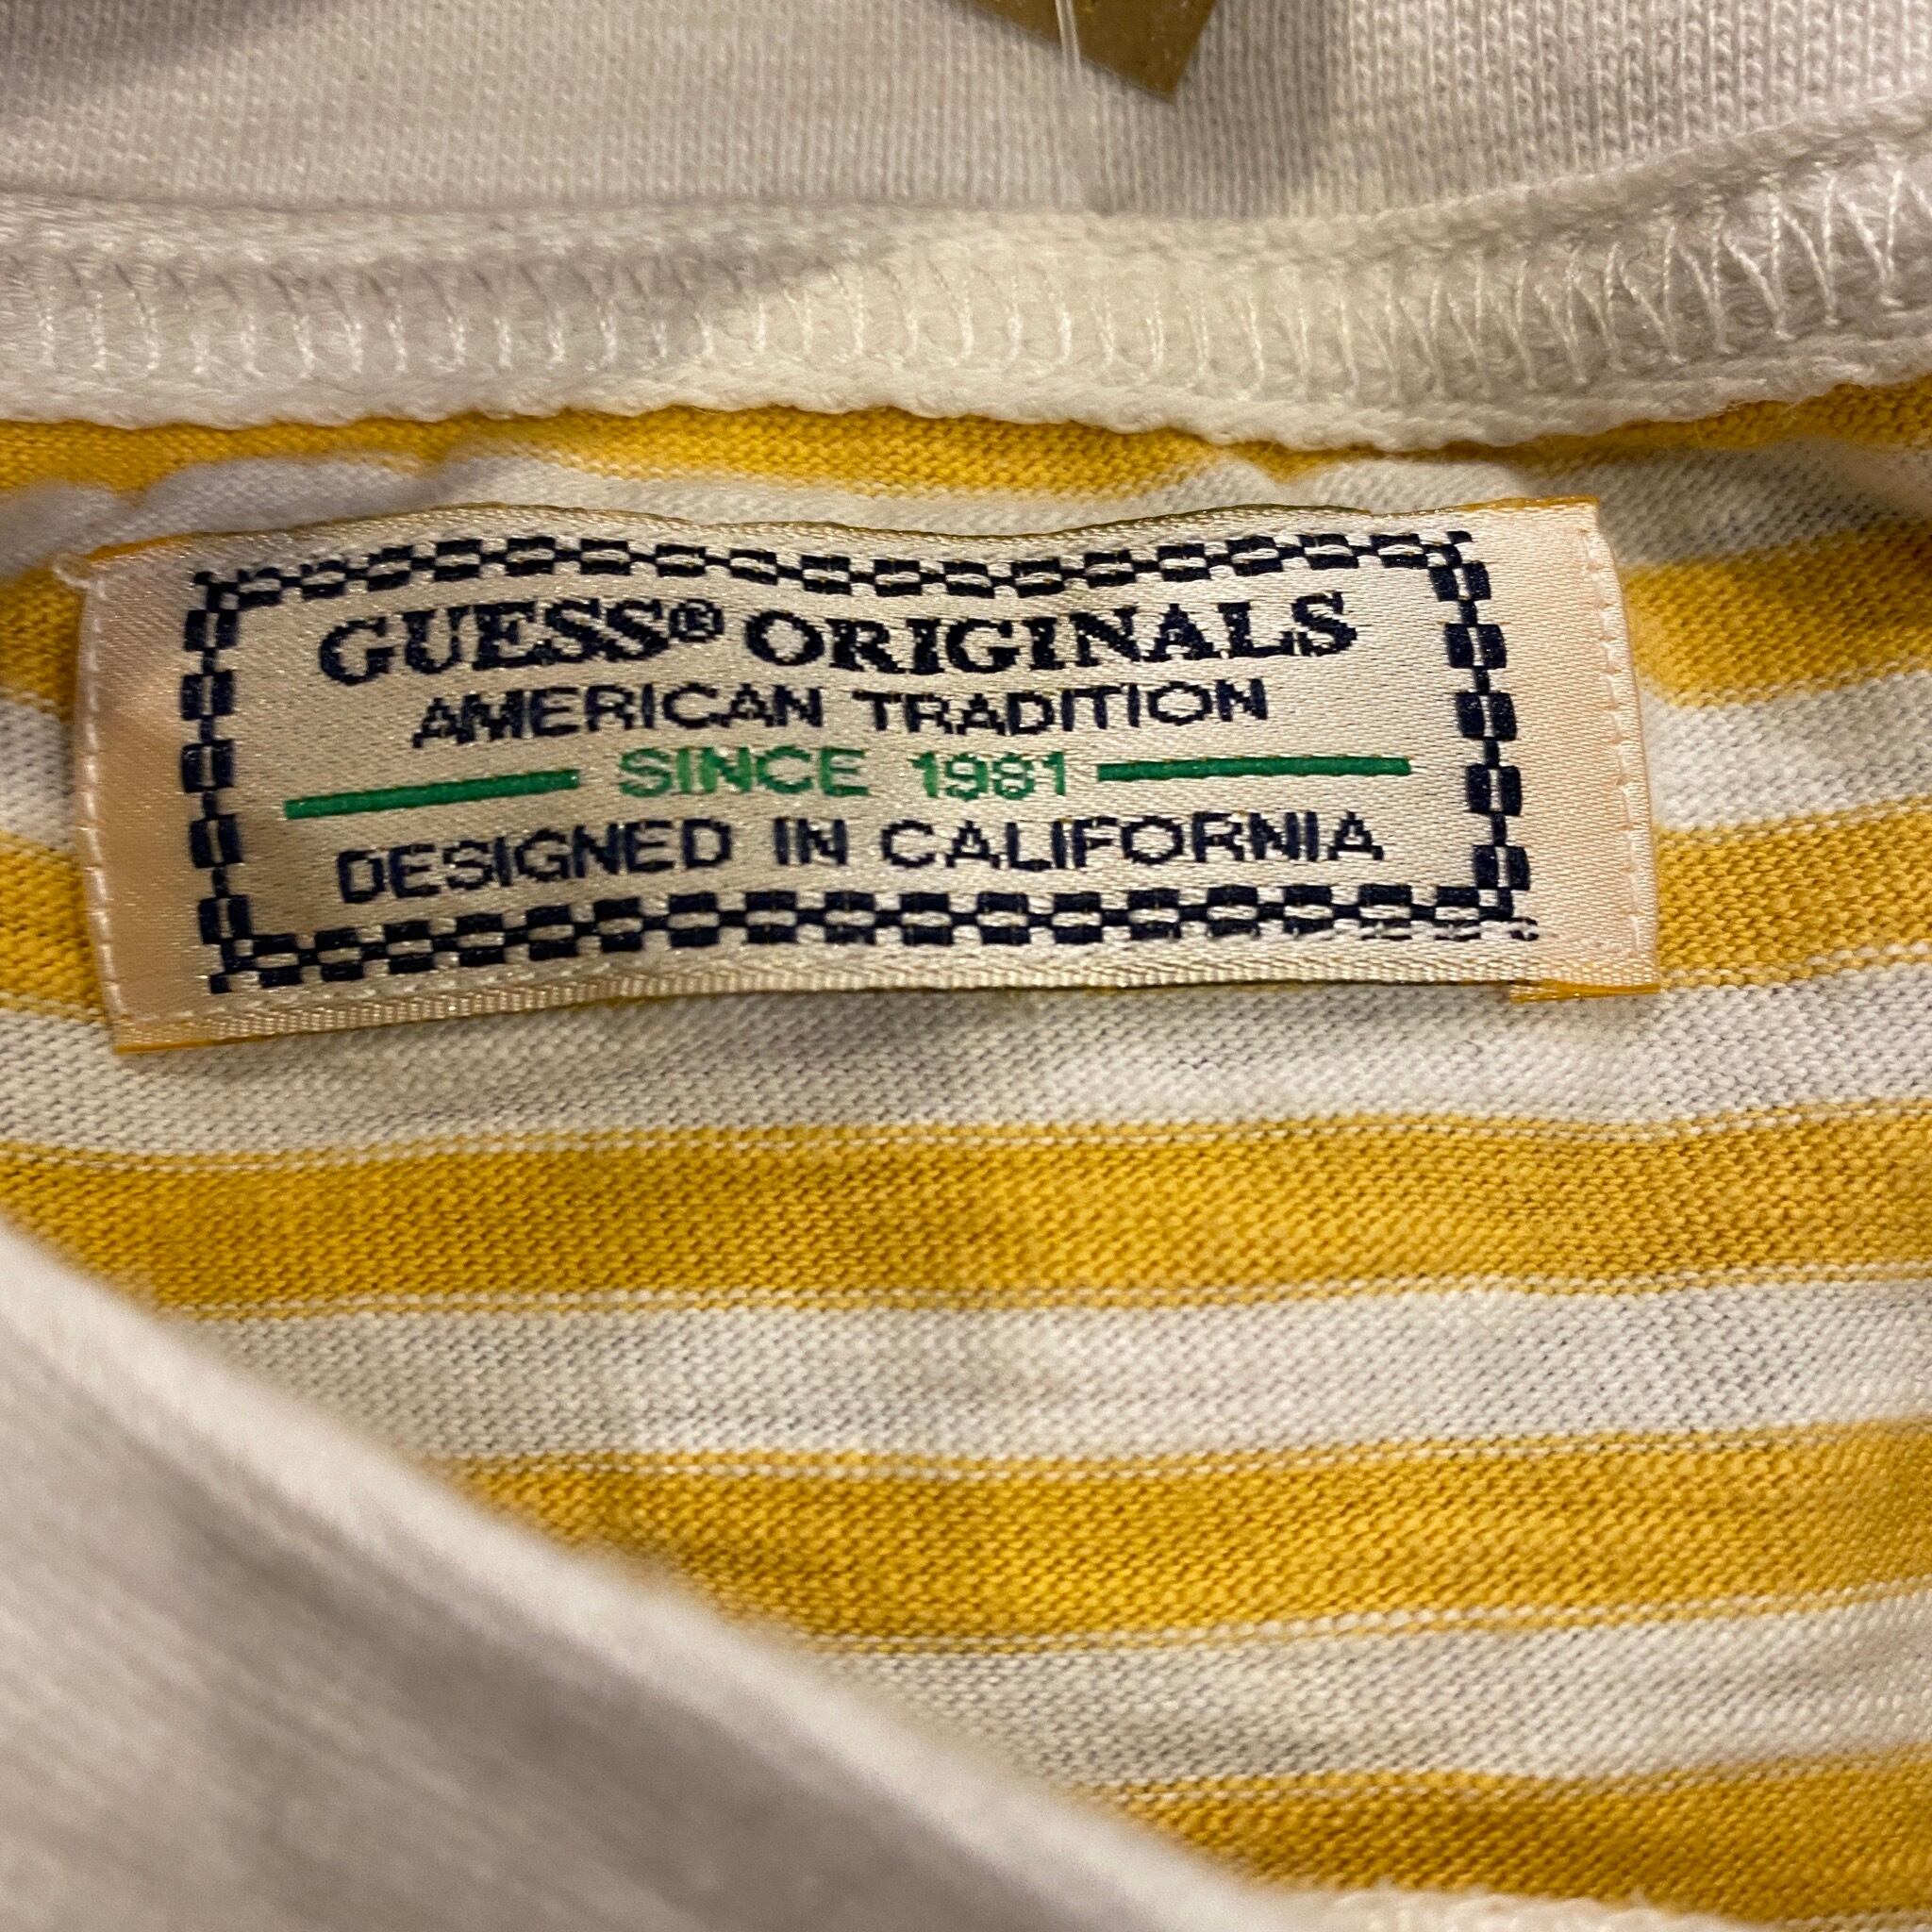 GUESS® ORIGINALS
AMERICAN TRADITION
SINCE 1981
DESIGNED IN CALIFORNIA